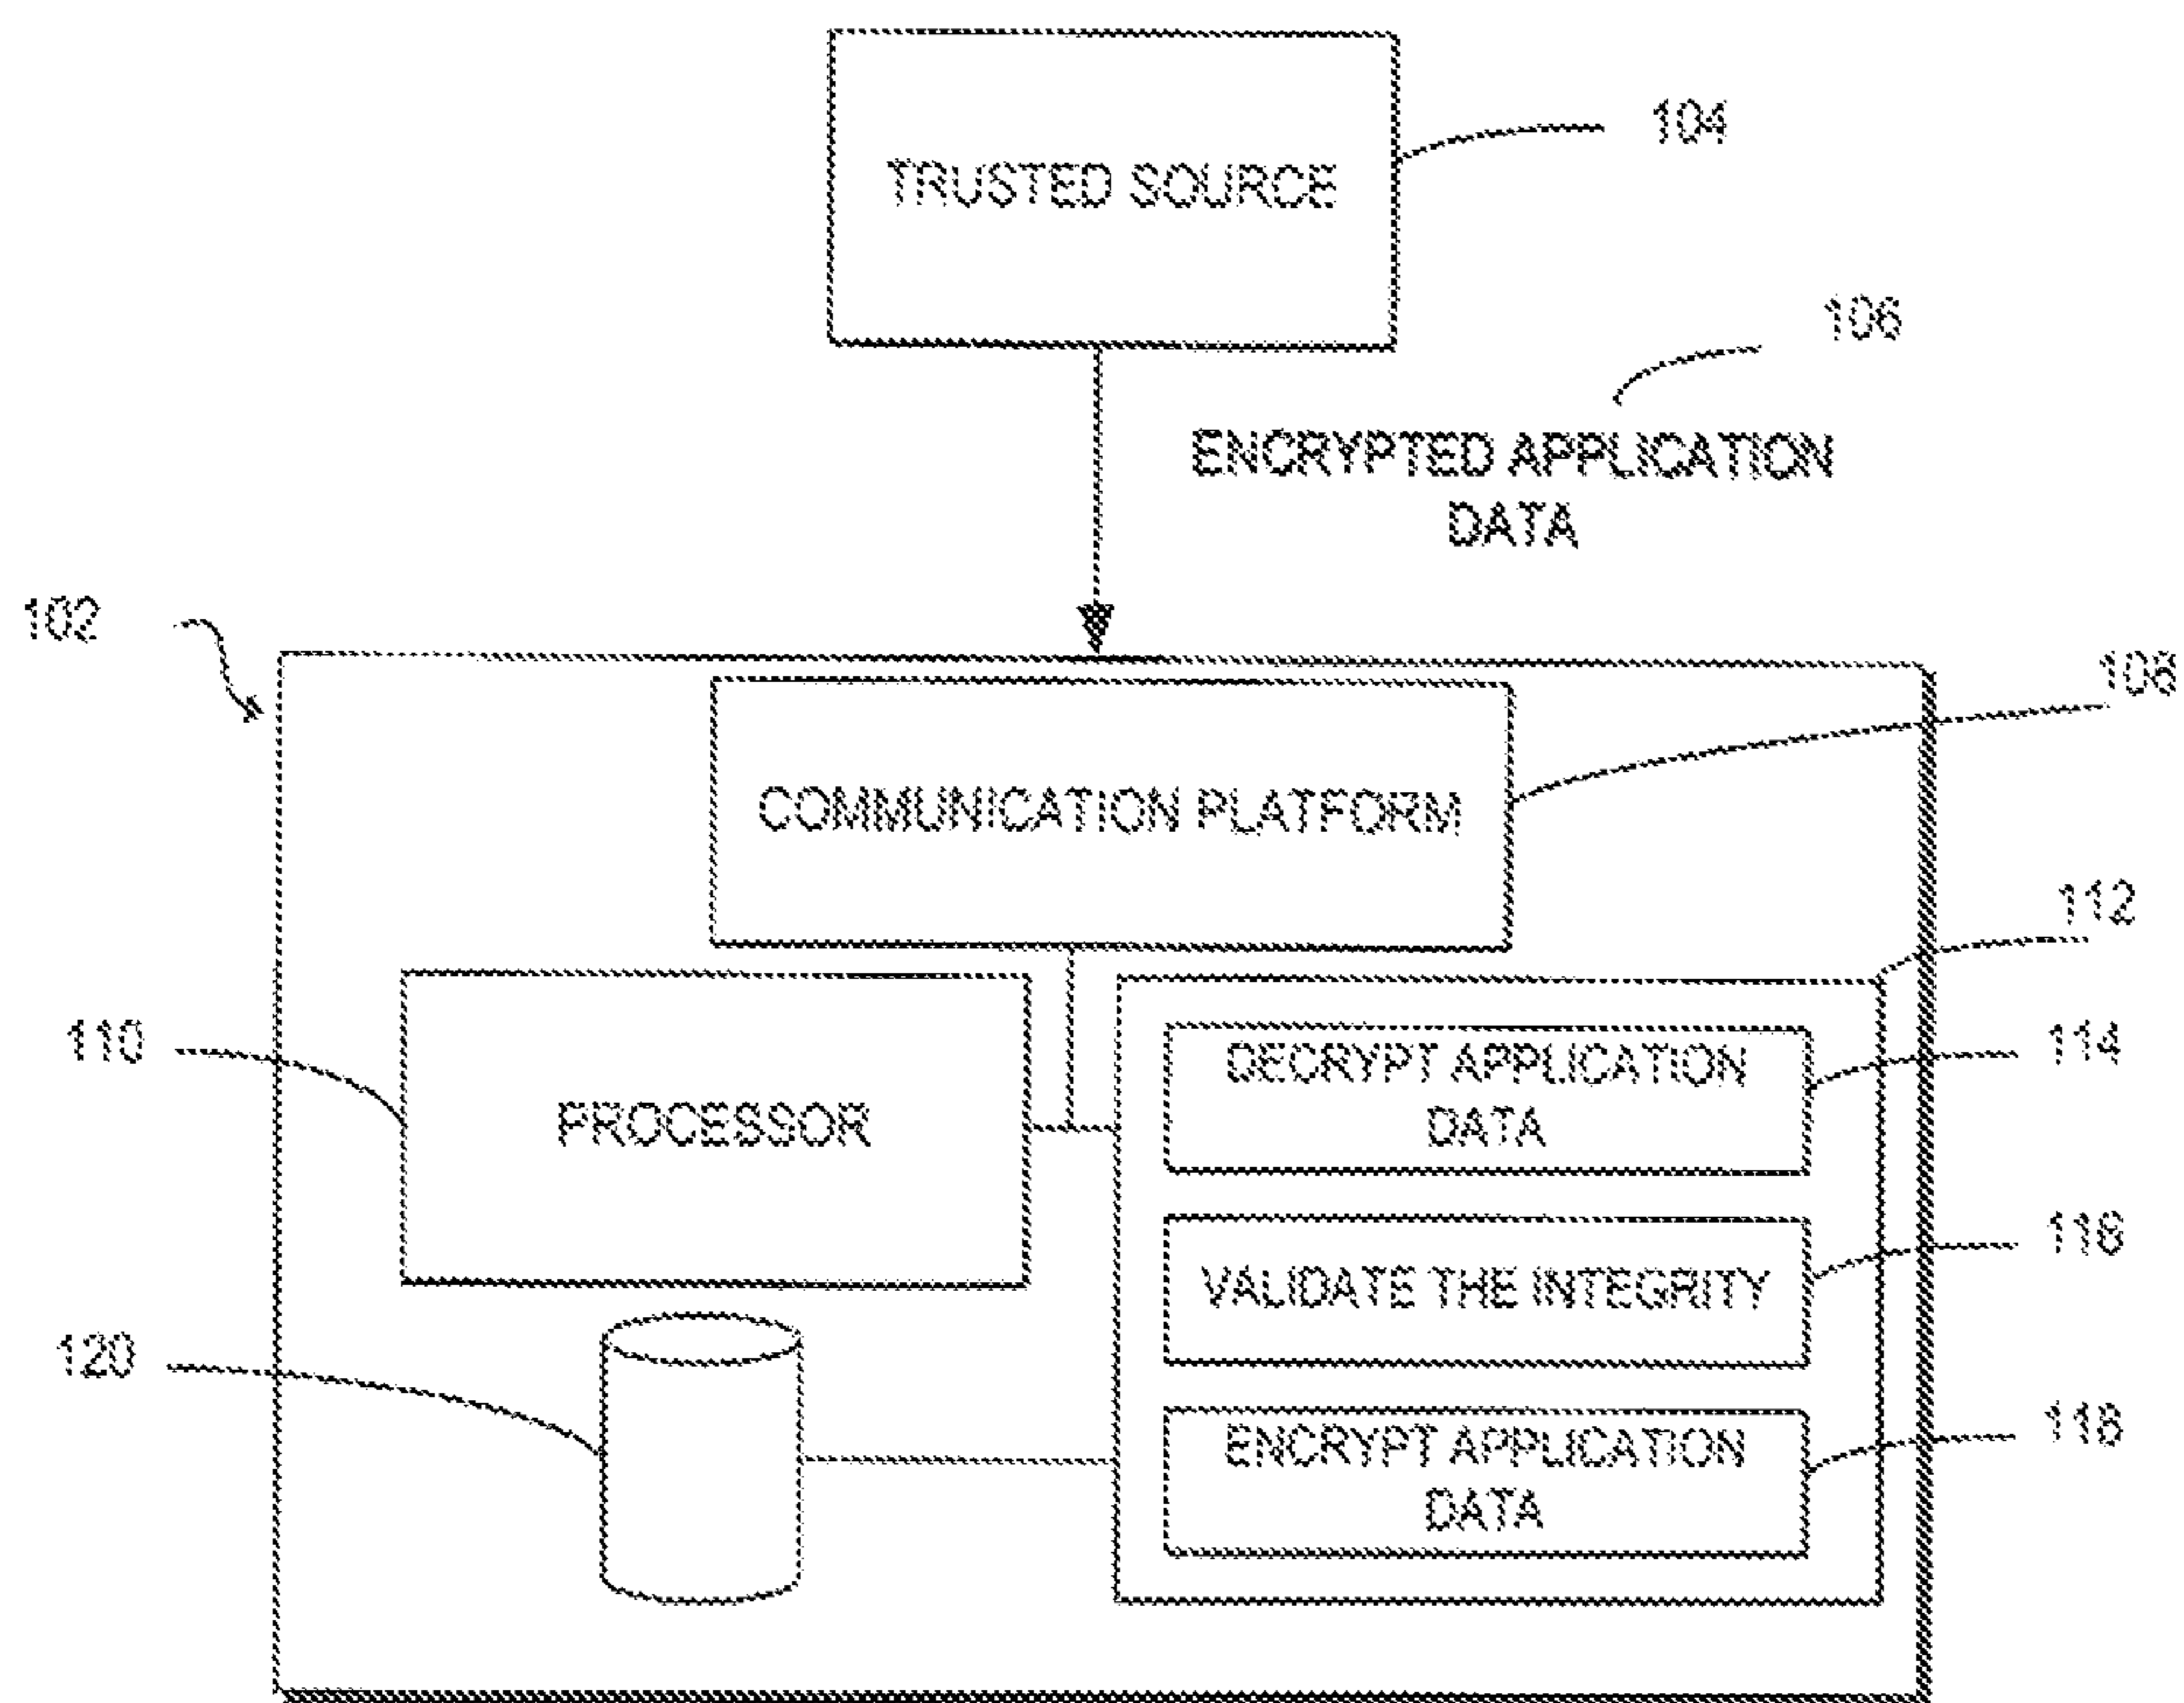 TRUSTED SOURCE
104
106
ENCRYPTED APPLICATION
DATA
102
108
COMMUNICATION PLATFORM
112
110
PROCESSOR
DECRYPT APPLICATION
DATA
114
VALIDATE THE INTEGRITY
116
120
ENCRYPT APPLICATION
DATA
118